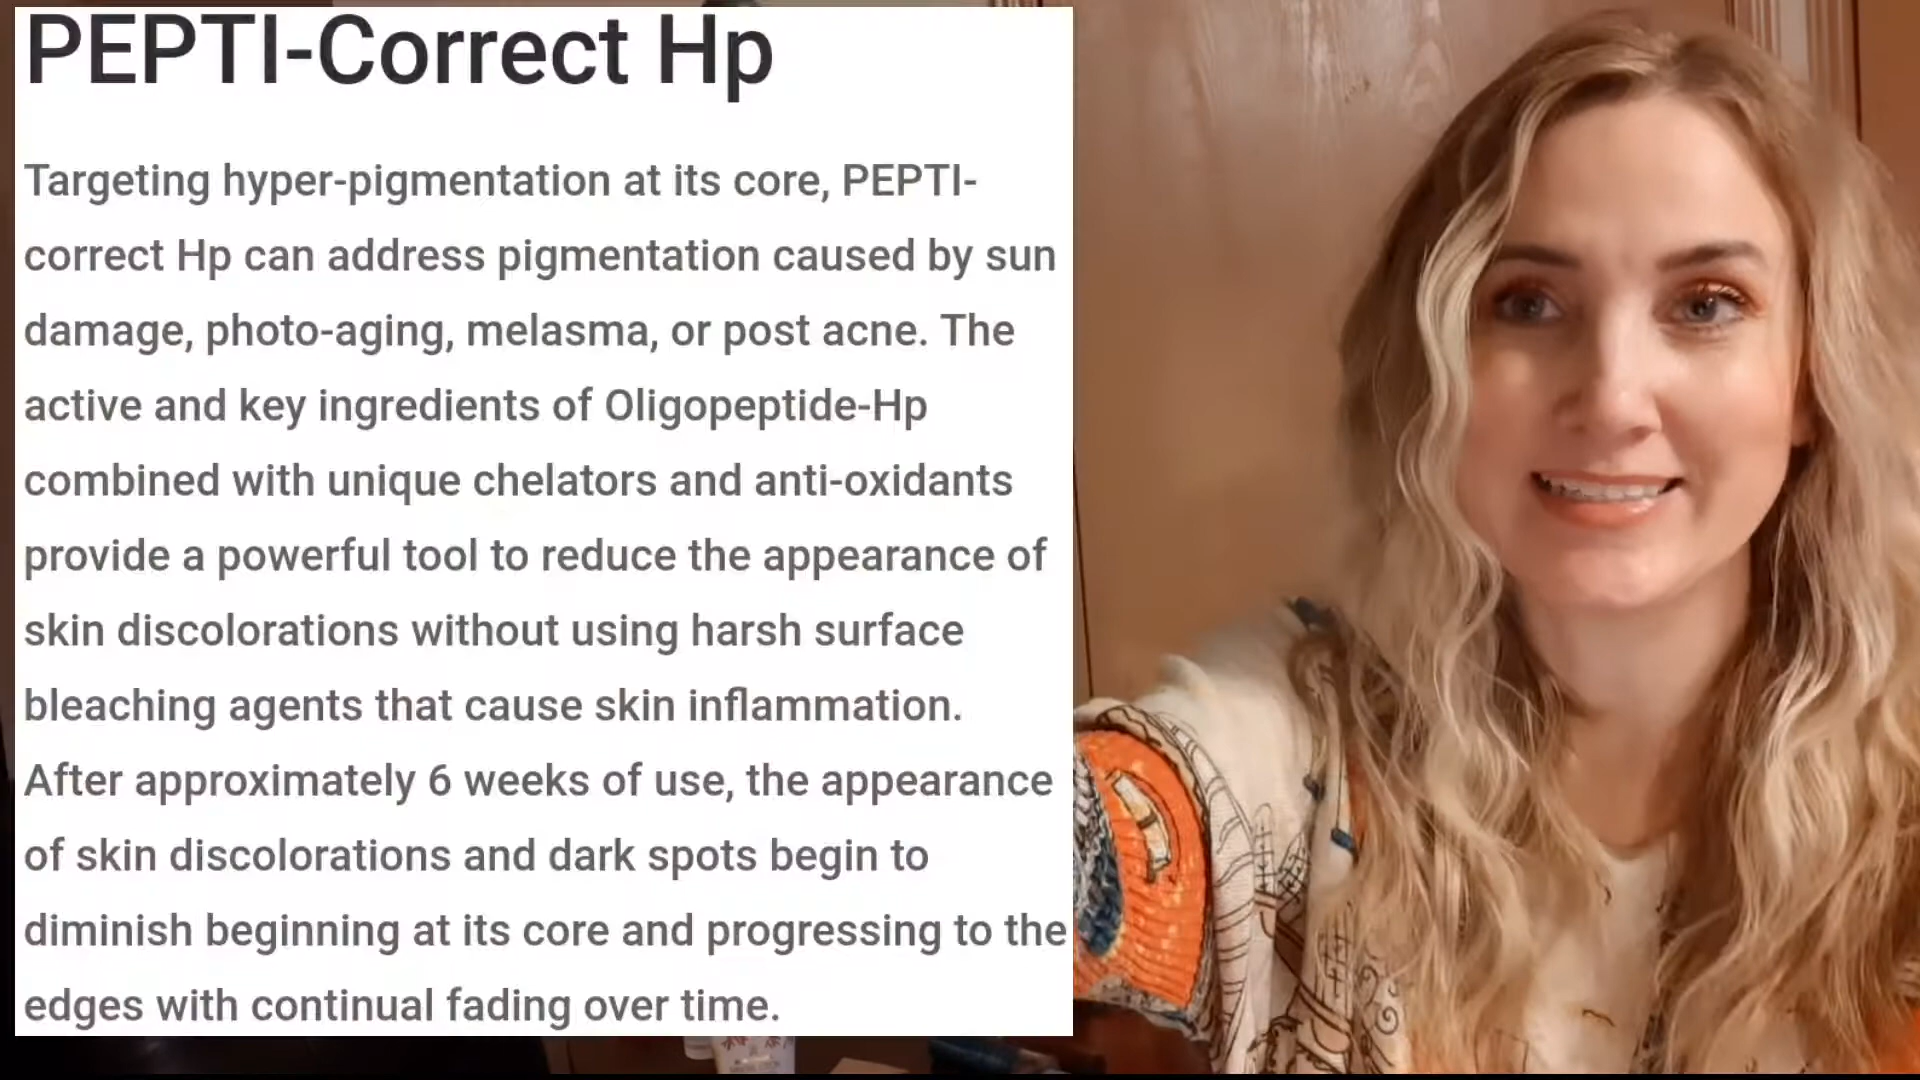 PEPTI-Correct Hp
Targeting hyper-pigmentation at its core, PEPTI-
correct Hp can address pigmentation caused by sun
damage, photo-aging, melasma, or post acne. The
active and key ingredients of Oligopeptide-Hp
combined with unique chelators and anti-oxidants
provide a powerful tool to reduce the appearance of
skin discolorations without using harsh surface
bleaching agents that cause skin inflammation.
After approximately 6 weeks of use, the appearance
of skin discolorations and dark spots begin to
diminish beginning at its core and progressing to the
edges with continual fading over time.